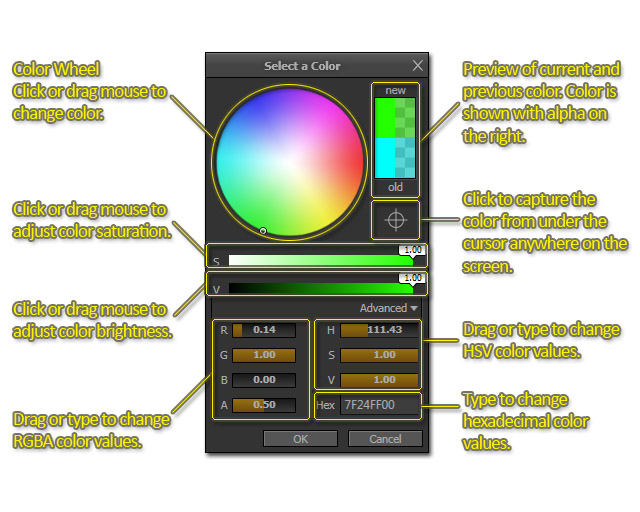 Color Wheel
Click or drag mouse to
change color.
Click or drag mouse to
adjust color saturation.
Click or drag mouse to
adjust color brightness.
Drag or type to change
RGBA color values.
Select a Color
new
old
S
1.00
V
1.00
Advanced
R 0.14
G 1.00
B 0.00
A 0.50
H 111.43
S 1.00
V 1.00
Hex 7F24FF00
OK
Cancel
Preview of current and
previous color. Color is
shown with alpha on
the right.
Click to capture the
color from under the
cursor anywhere on the
screen.
Drag or type to change
HSV color values.
Type to change
hexadecimal color
values.